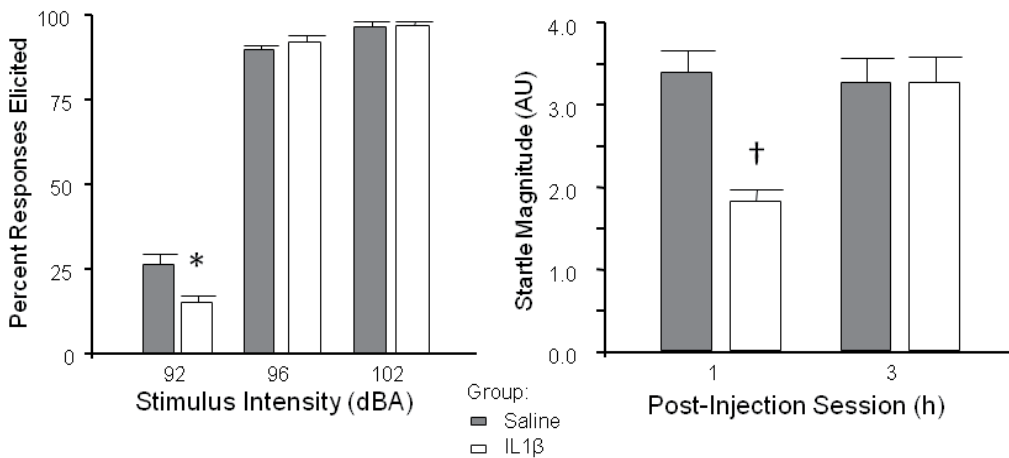 Percent Responses Elicited
100
75
50
25
0
*
92 96 102
Stimulus Intensity (dBA)
Startle Magnitude (AU)
4.0
3.0
2.0
1.0
0.0
†
1 3
Post-Injection Session (h)
Group:
Saline
IL1β